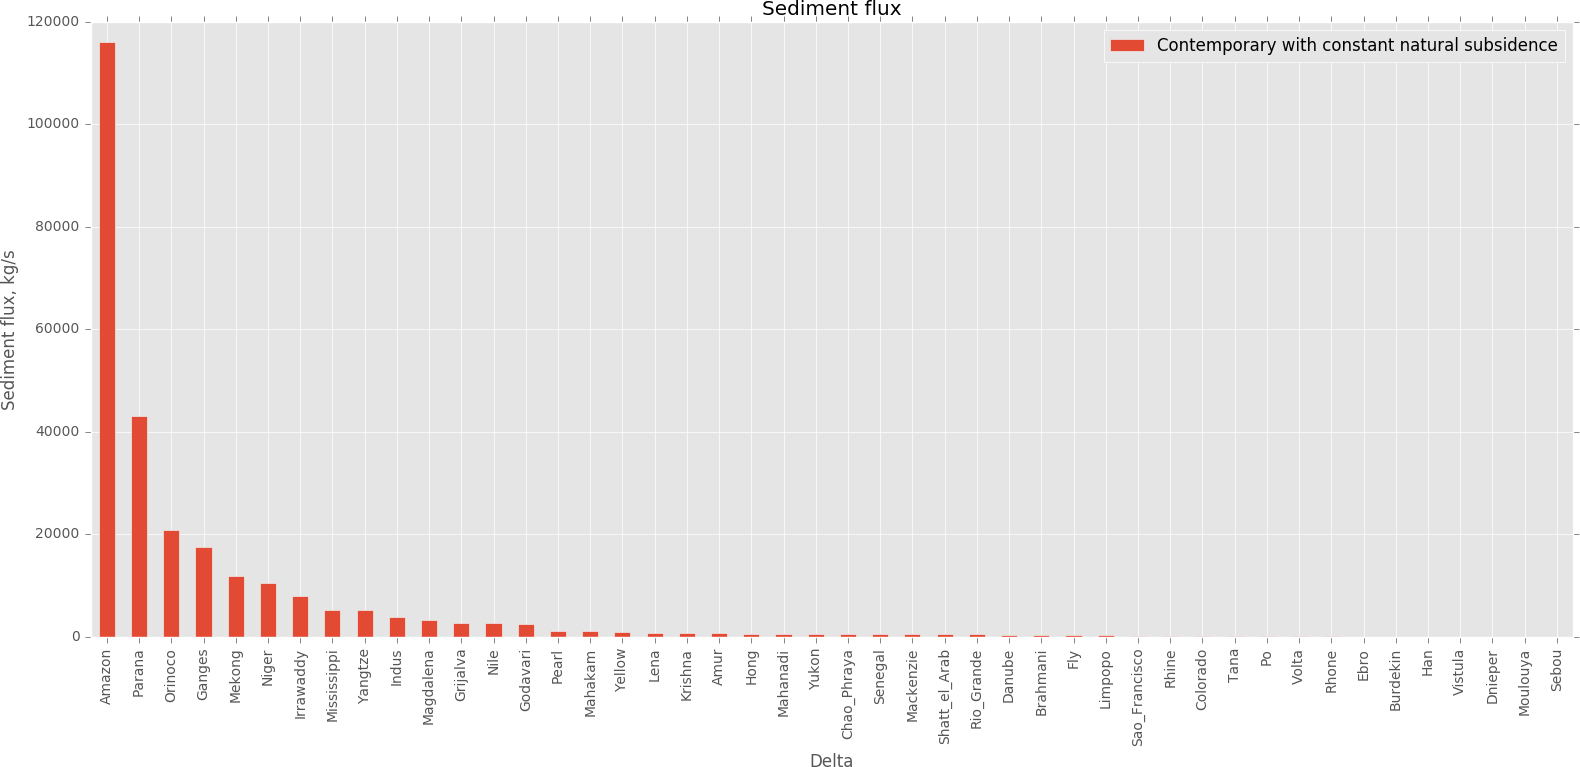 Sediment flux
Contemporary with constant natural subsidence
Sediment flux, kg/s
120000
100000
80000
60000
40000
20000
0
Amazon
Parana
Orinoco
Ganges
Mekong
Niger
Irrawaddy
Mississippi
Yangtze
Indus
Magdalena
Grijalva
Nile
Godavari
Pearl
Mahakam
Yellow
Lena
Krishna
Amur
Hong
Mahanadi
Yukon
Chao_Phraya
Senegal
Mackenzie
Shatt_el_Arab
Rio_Grande
Danube
Brahmani
Fly
Limpopo
Sao_Francisco
Rhine
Colorado
Tana
Po
Volta
Rhone
Ebro
Burdekin
Han
Vistula
Dnieper
Moulouya
Sebou
Delta